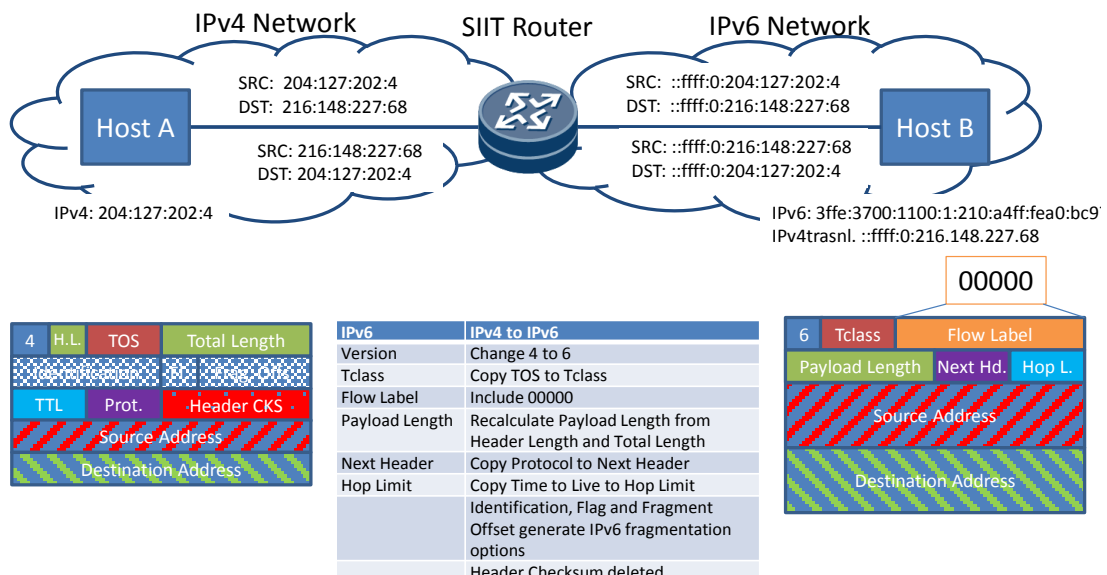 IPv4 Network
SIIT Router
IPv6 Network
SRC: 204:127:202:4
DST: 216:148:227:68
SRC: ::ffff:0:204:127:202:4
DST: ::ffff:0:216:148:227:68
Host A
Host B
SRC: 216:148:227:68
DST: 204:127:202:4
SRC: ::ffff:0:216:148:227:68
DST: ::ffff:0:204:127:202:4
IPv4: 204:127:202:4
IPv6: 3ffe:3700:1100:1:210:a4ff:fea0:bc97
IPv4trasnl. ::ffff:0:216.148.227.68
00000
4 H.L. TOS Total Length
Identification Fl Frag. Offs
TTL Prot. Header CKS
Source Address
Destination Address
IPv6 IPv4 to IPv6
Version Change 4 to 6
Tclass Copy TOS to Tclass
Flow Label Include 00000
Payload Length Recalculate Payload Length from
Header Length and Total Length
Next Header Copy Protocol to Next Header
Hop Limit Copy Time to Live to Hop Limit
Identification, Flag and Fragment
Offset generate IPv6 fragmentation
options
Header Checksum deleted
6 Tclass Flow Label
Payload Length Next Hd. Hop L.
Source Address
Destination Address